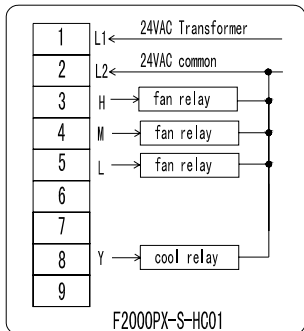 1 L1 24VAC Transformer
2 L2 24VAC common
3 H fan relay
4 M fan relay
5 L fan relay
6
7
8 Y cool relay
9
F2000PX-S-HC01